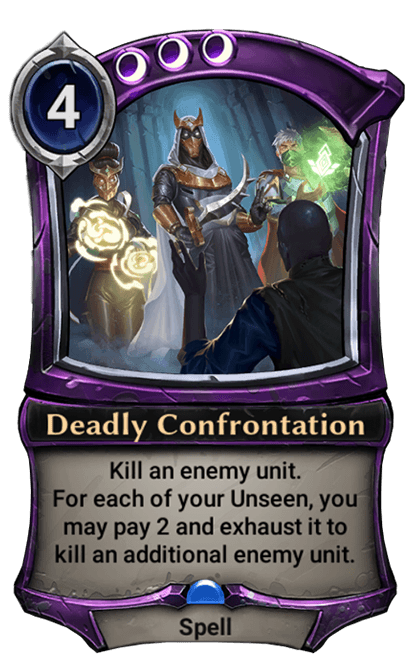 4
Deadly Confrontation
Kill an enemy unit.
For each of your Unseen, you
may pay 2 and exhaust it to
kill an additional enemy unit.
Spell